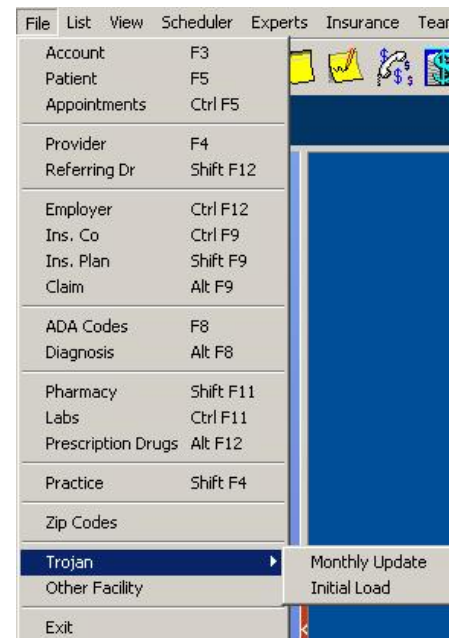 File List View Scheduler Experts Insurance
Account F3
Patient F5
Appointments Ctrl F5
Provider F4
Referring Dr Shift F12
Employer Ctrl F12
Ins. Co Ctrl F9
Ins. Plan Shift F9
Claim Alt F9
ADA Codes F8
Diagnosis Alt F8
Pharmacy Shift F11
Labs Ctrl F11
Prescription Drugs Alt F12
Practice Shift F4
Zip Codes
Trojan Monthly Update
Other Facility Initial Load
Exit